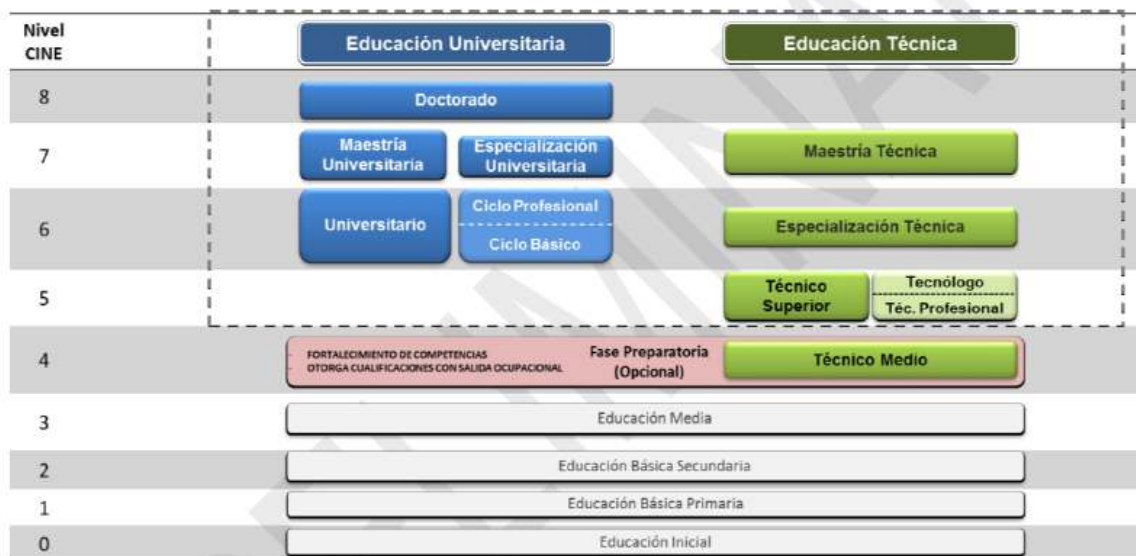 Nivel
CINE
Educación Universitaria
Educación Técnica
8
Doctorado
7
Maestría
Universitaria
Especialización
Universitaria
Maestría Técnica
6
Universitario
Ciclo Profesional
Ciclo Básico
Especialización Técnica
5
Técnico
Superior
Tecnólogo
Téc. Profesional
4
FORTALECIMIENTO DE COMPETENCIAS
OTORGA CUALIFICACIONES CON SALIDA OCUPACIONAL
Fase Preparatoria
(Opcional)
Técnico Medio
3
Educación Media
2
Educación Básica Secundaria
1
Educación Básica Primaria
0
Educación Inicial